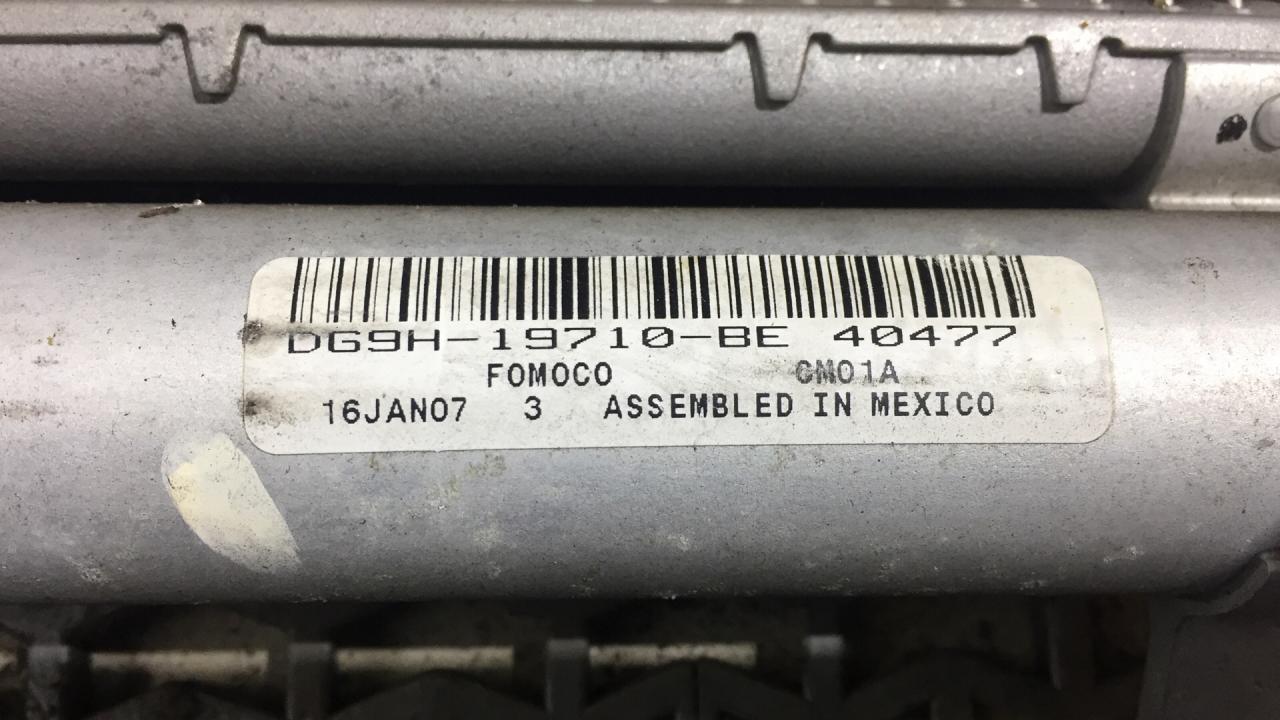 DG9H-19710-BE 40477
FOMOCO CM01A
16JAN07 3 ASSEMBLED IN MEXICO